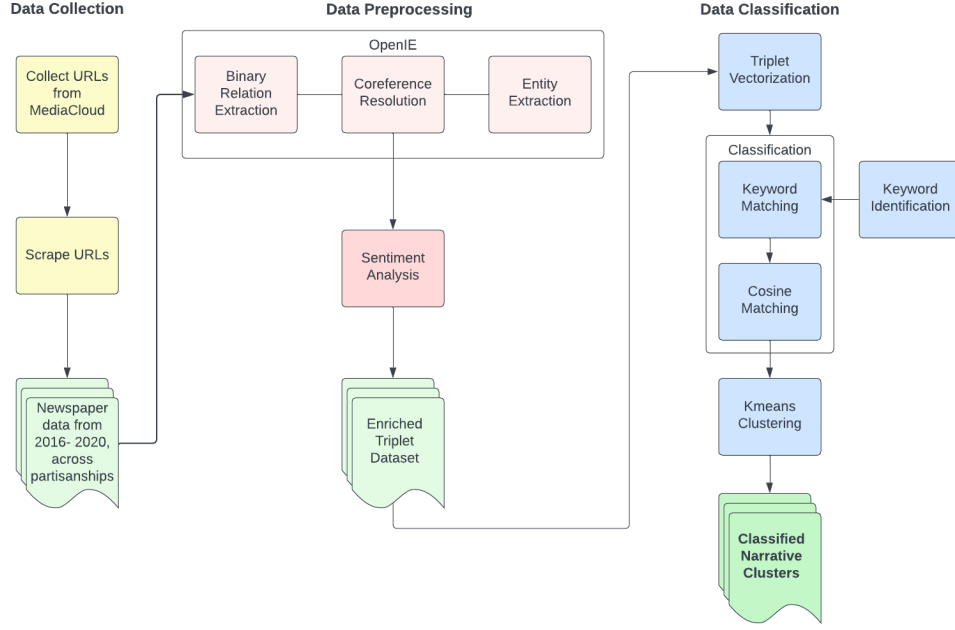 Data Collection
Collect URLs
from
MediaCloud
Scrape URLs
Newspaper
data from
2016- 2020,
across
partisanships
Data Preprocessing
OpenIE
Binary
Relation
Extraction
Coreference
Resolution
Entity
Extraction
Sentiment
Analysis
Enriched
Triplet
Dataset
Data Classification
Triplet
Vectorization
Classification
Keyword
Matching
Keyword
Identification
Cosine
Matching
Kmeans
Clustering
Classified
Narrative
Clusters